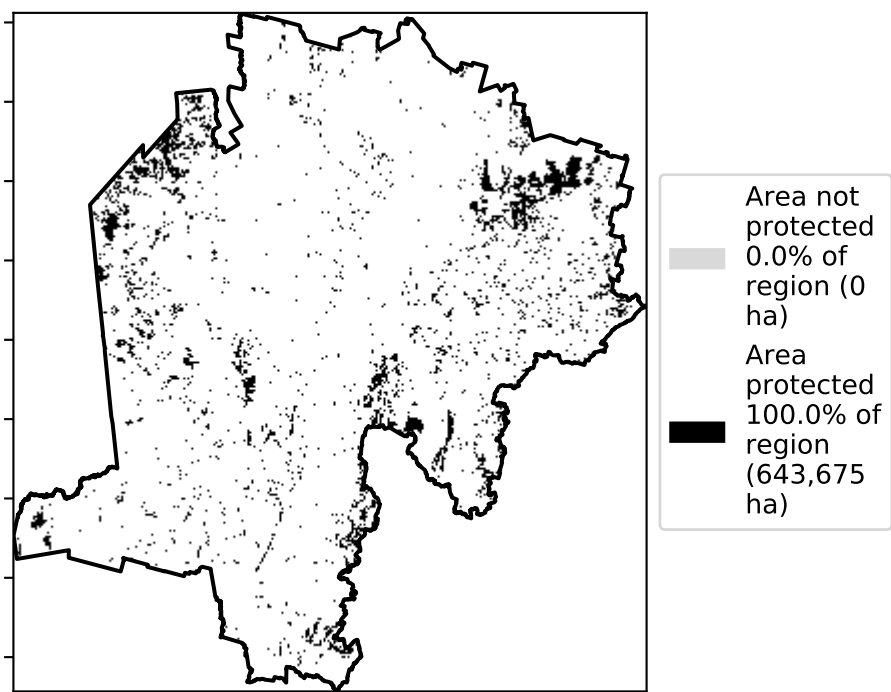 Area not
protected
0.0% of
region (0
ha)
Area
protected
100.0% of
region
(643,675
ha)